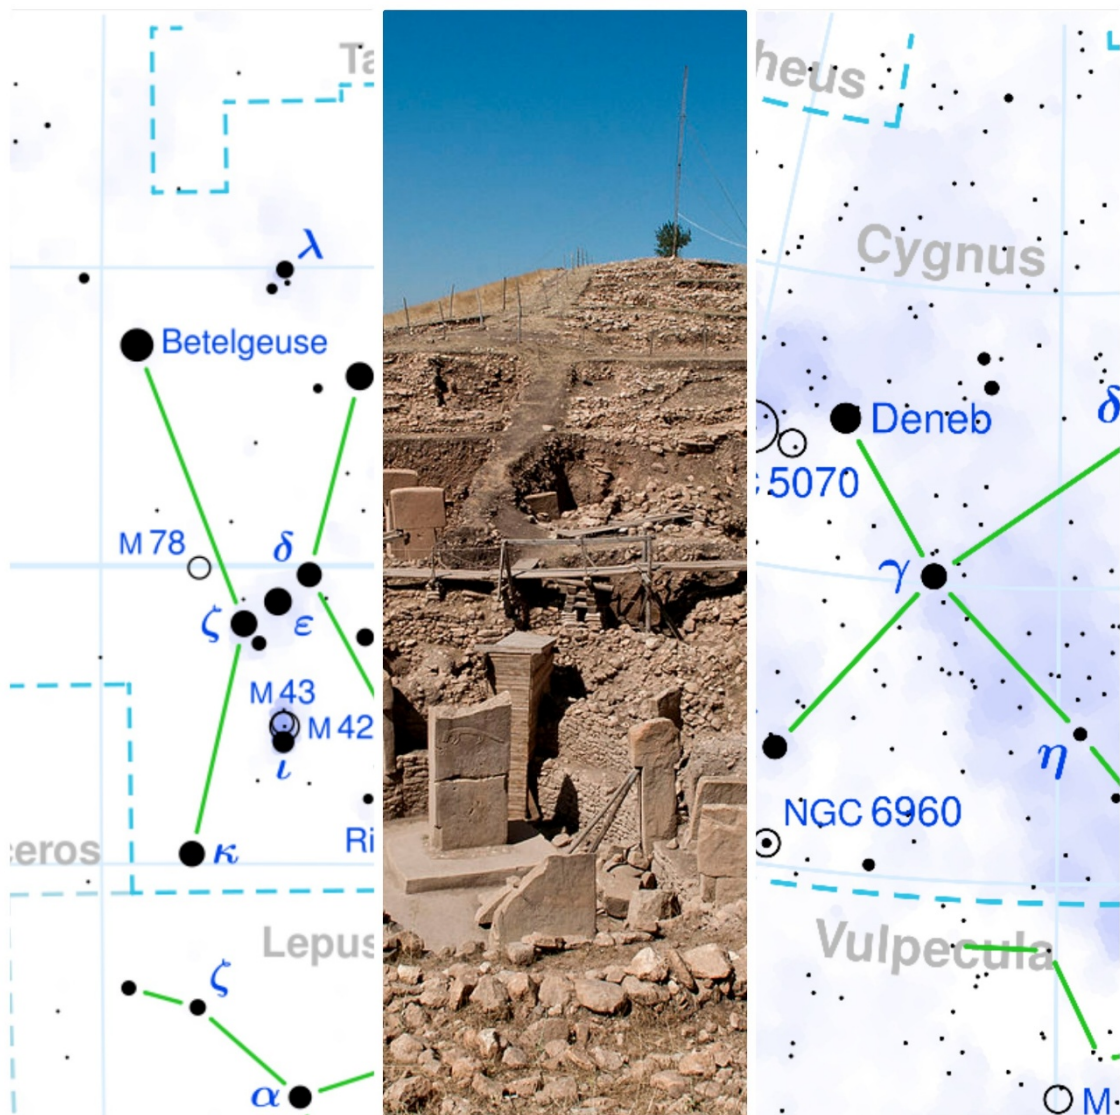 Ta
λ
Betelgeuse
M 78
δ
ζ
ε
M 43
M 42
ι
Ri
κ
eros
Lepus
ζ
α
heus
Cygnus
Deneb
δ
5070
γ
η
NGC 6960
Vulpecula
M